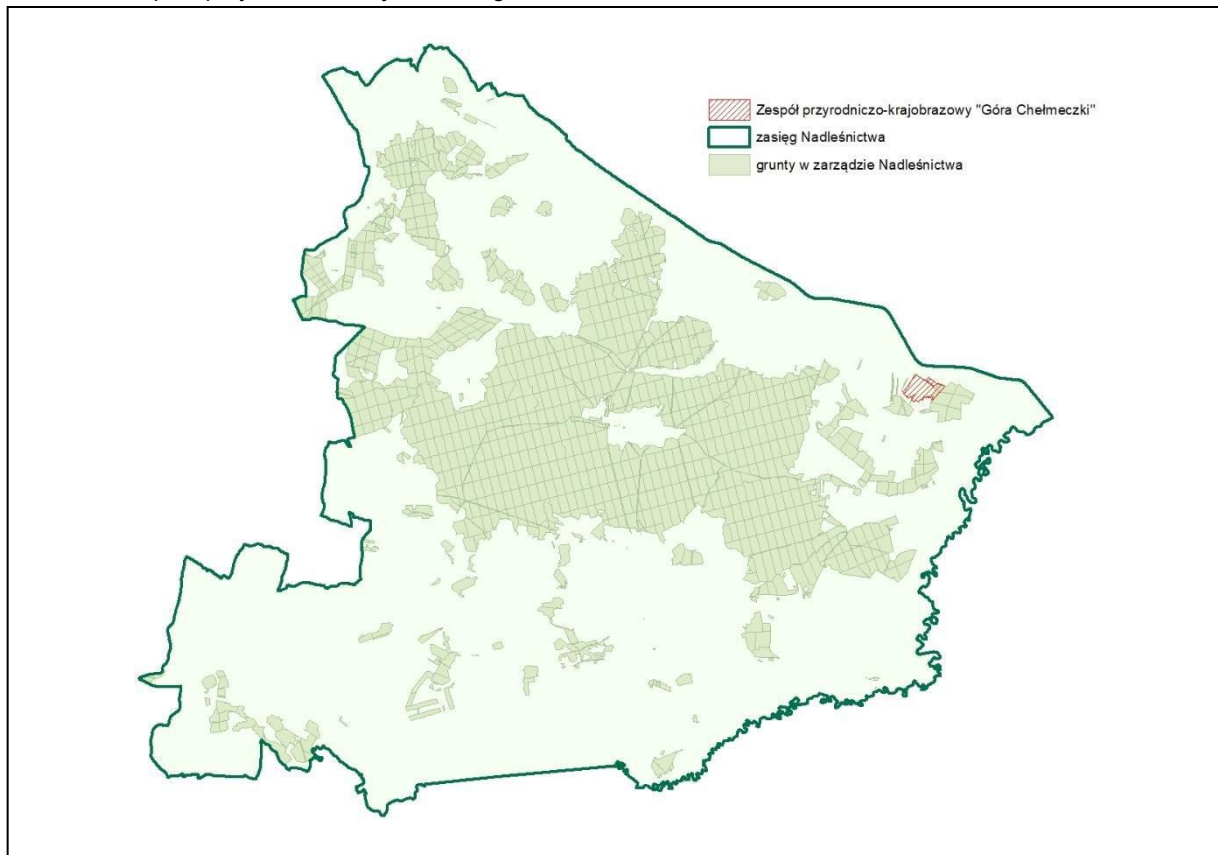 Zespół przyrodniczo-krajobrazowy "Góra Chełmeczki"
zasięg Nadleśnictwa
grunty w zarządzie Nadleśnictwa